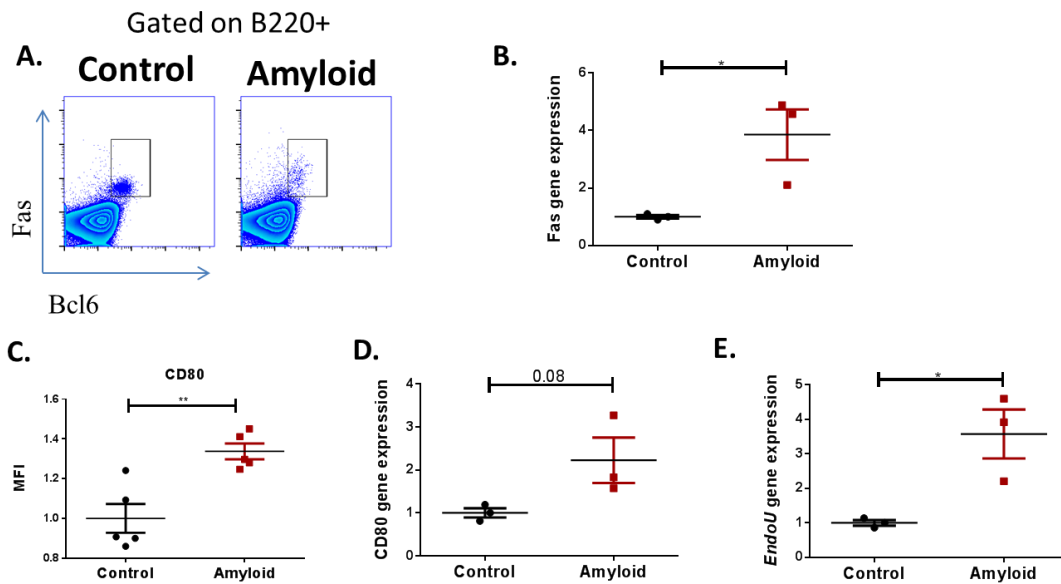 Gated on B220+
A.
Control
Amyloid
Fas
Bcl6
B.
*
Fas gene expression
6
4
2
0
Control
Amyloid
C.
CD80
**
MFI
1.6
1.4
1.2
1.0
0.8
Control
Amyloid
D.
0.08
CD80 gene expression
4
3
2
1
0
Control
Amyloid
E.
*
EndoU gene expression
5
4
3
2
1
0
Control
Amyloid